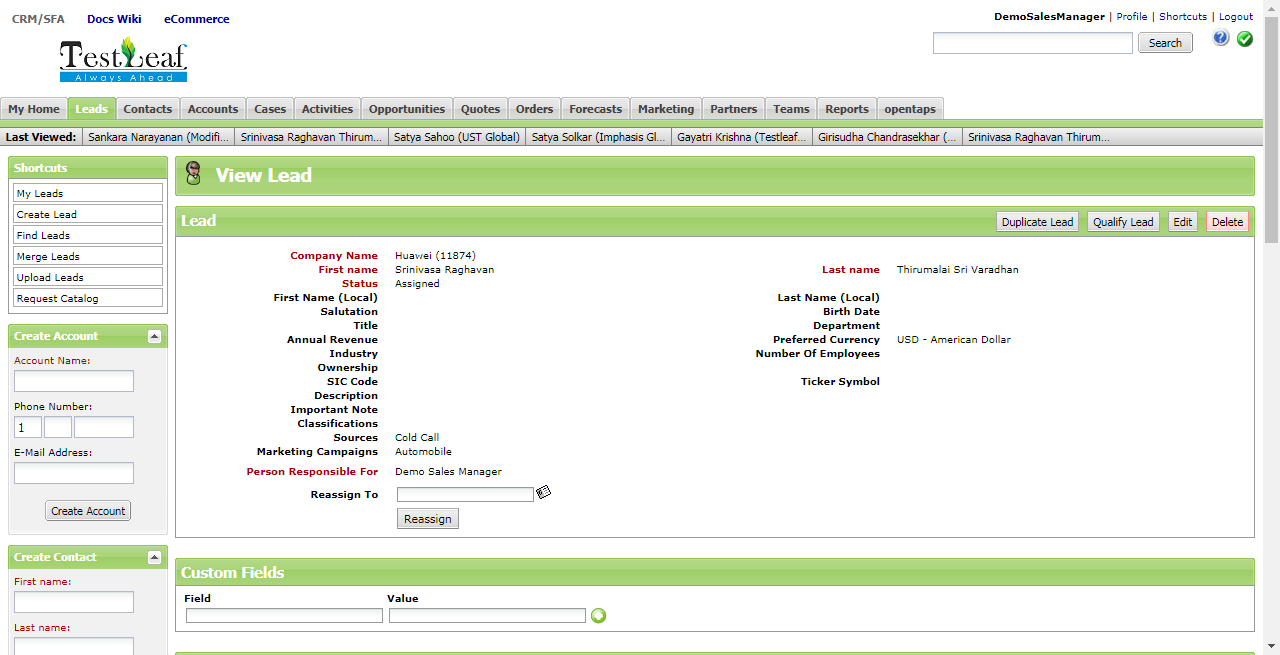 CRM/SFA Docs Wiki eCommerce
DemoSalesManager | Profile | Shortcuts | Logout
TestLeaf
Always Ahead
Search
My Home Leads Contacts Accounts Cases Activities Opportunities Quotes Orders Forecasts Marketing Partners Teams Reports opentaps
Last Viewed: Sankara Narayanan (Modifi... Srinivasa Raghavan Thirum... Satya Sahoo (UST Global) Satya Solkar (Imphasis Gl... Gayatri Krishna (Testleaf... Girisudha Chandrasekhar (... Srinivasa Raghavan Thirum...
Shortcuts
My Leads
Create Lead
Find Leads
Merge Leads
Upload Leads
Request Catalog
Create Account
Account Name:
Phone Number:
1
E-Mail Address:
Create Account
Create Contact
First name:
Last name:
View Lead
Lead
Duplicate Lead Qualify Lead Edit Delete
Company Name Huawei (11874)
First name Srinivasa Raghavan Last name Thirumalai Sri Varadhan
Status Assigned
First Name (Local) Last Name (Local)
Salutation Birth Date
Title Department
Annual Revenue Preferred Currency USD - American Dollar
Industry Number Of Employees
Ownership
SIC Code Ticker Symbol
Description
Important Note
Classifications
Sources Cold Call
Marketing Campaigns Automobile
Person Responsible For Demo Sales Manager
Reassign To
Reassign
Custom Fields
Field Value